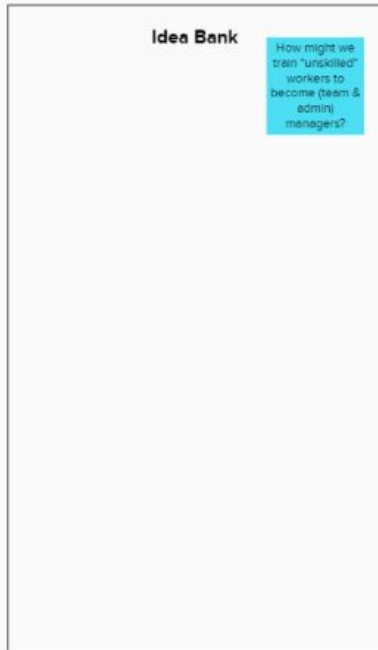 Idea Bank
How might we
train "unskilled"
workers to
become (team &
admin)
managers?